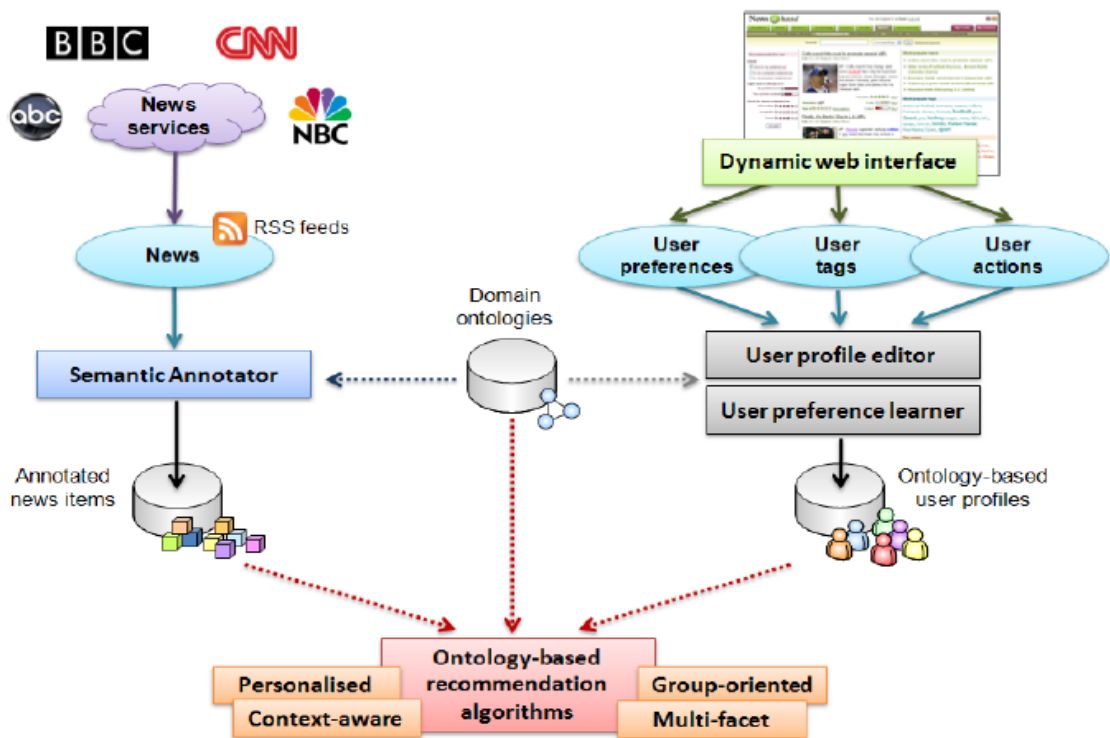 BBC
CNN
abc
News
services
NBC
News
Dynamic web interface
RSS feeds
News
User
preferences
User
tags
User
actions
Domain
ontologies
User profile editor
Semantic Annotator
User preference learner
Annotated
news items
Ontology-based
user profiles
Ontology-based
recommendation
algorithms
Personalised
Context-aware
Group-oriented
Multi-facet